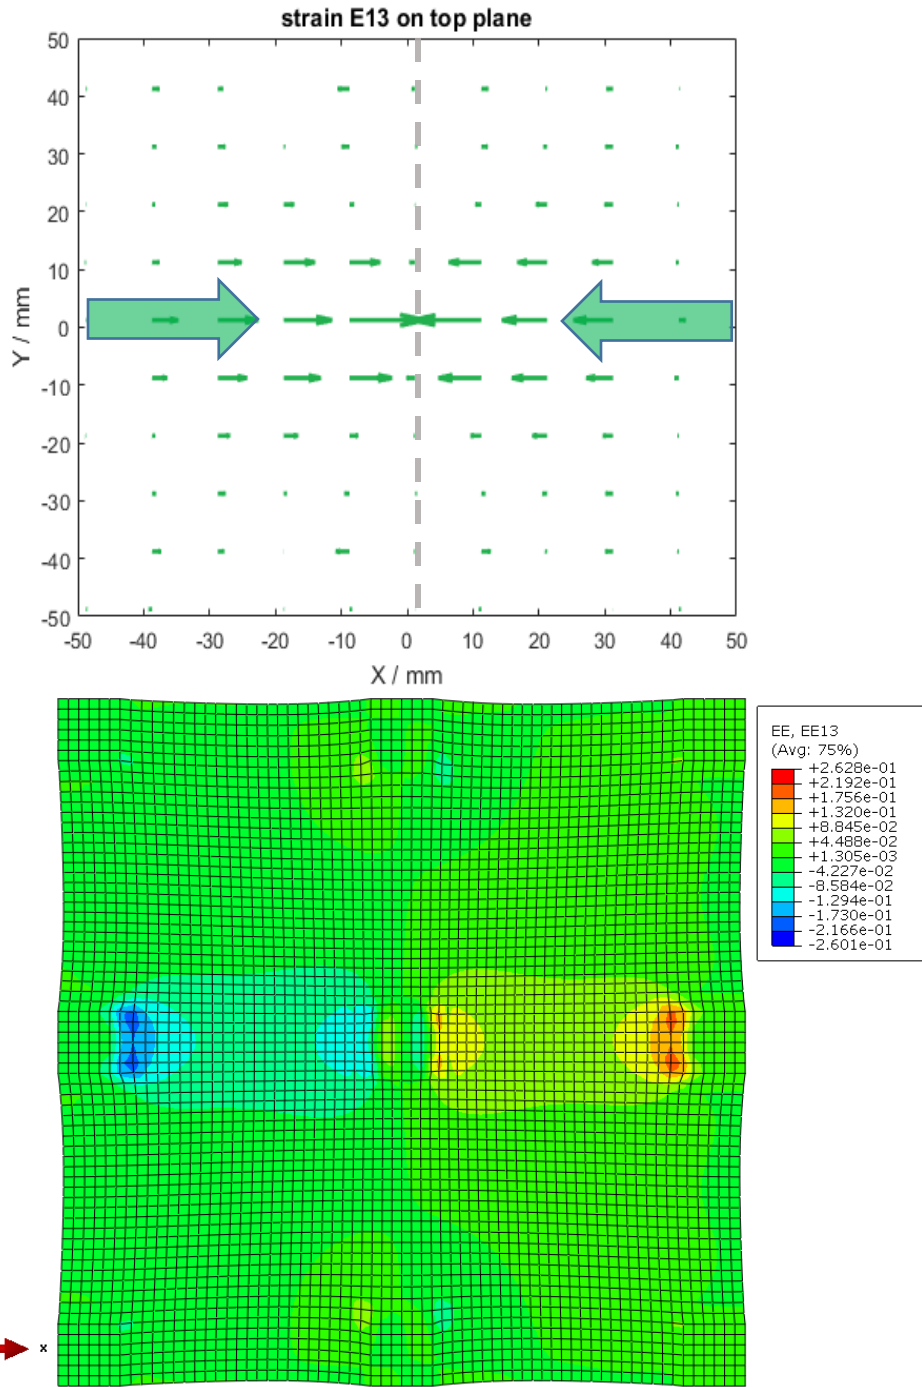 strain E13 on top plane
50
40
30
20
10
0
-10
-20
-30
-40
-50
Y / mm
-50 -40 -30 -20 -10 0 10 20 30 40 50
X / mm
EE, EE13
(Avg: 75%)
+2.628e-01
+2.192e-01
+1.756e-01
+1.320e-01
+8.845e-02
+4.488e-02
+1.305e-03
-4.227e-02
-8.584e-02
-1.294e-01
-1.730e-01
-2.166e-01
-2.601e-01
x